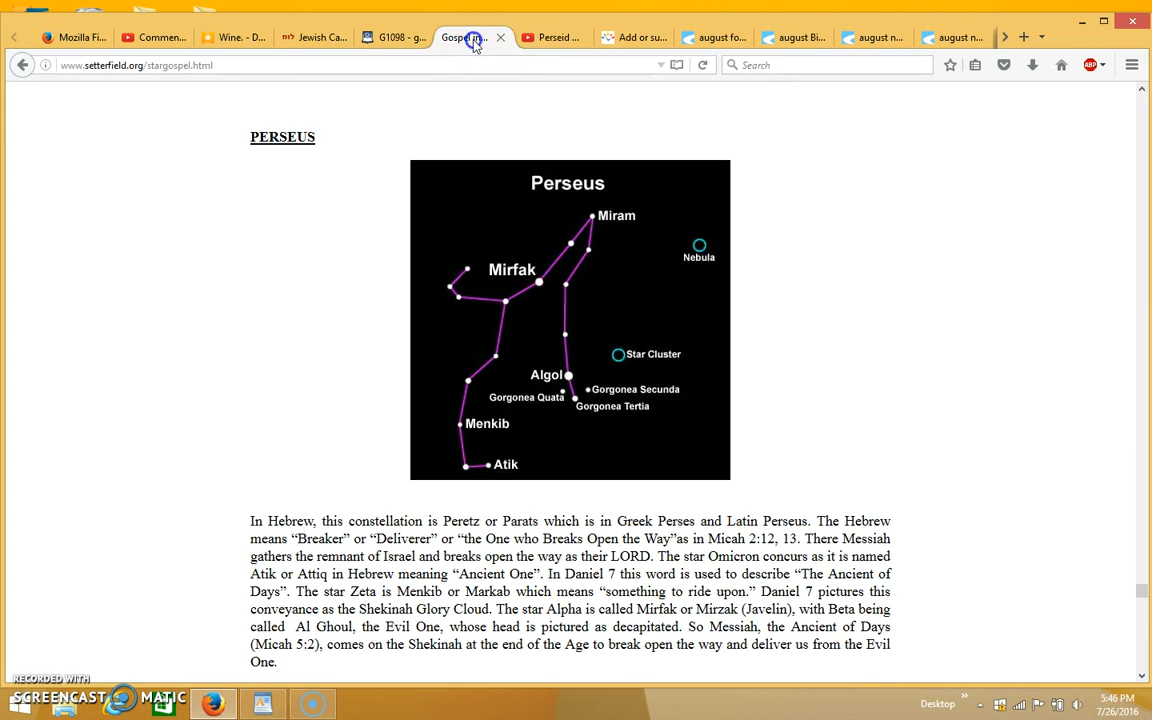 Mozilla Fi...
Commen...
Wine. - D...
Jewish Ca...
G1098 - g...
Perseid ...
Add or su...
august fo...
august Bi...
august n...
august n...
www.setterfield.org/stargospel.html
Search
ABP
PERSEUS
Perseus
Miram
Nebula
Mirfak
Star Cluster
Algol
Gorgonea Secunda
Gorgonea Quata
Gorgonea Tertia
Menkib
Atik
In Hebrew, this constellation is Peretz or Parats which is in Greek Perses and Latin Perseus. The Hebrew
means “Breaker” or “Deliverer” or “the One who Breaks Open the Way”as in Micah 2:12, 13. There Messiah
gathers the remnant of Israel and breaks open the way as their LORD. The star Omicron concurs as it is named
Atik or Attiq in Hebrew meaning “Ancient One”. In Daniel 7 this word is used to describe “The Ancient of
Days”. The star Zeta is Menkib or Markab which means “something to ride upon.” Daniel 7 pictures this
conveyance as the Shekinah Glory Cloud. The star Alpha is called Mirfak or Mirzak (Javelin), with Beta being
called Al Ghoul, the Evil One, whose head is pictured as decapitated. So Messiah, the Ancient of Days
(Micah 5:2), comes on the Shekinah at the end of the Age to break open the way and deliver us from the Evil
One.
RECORDED WITH
SCREENCAST MATIC
Desktop
5:46 PM
7/26/2016